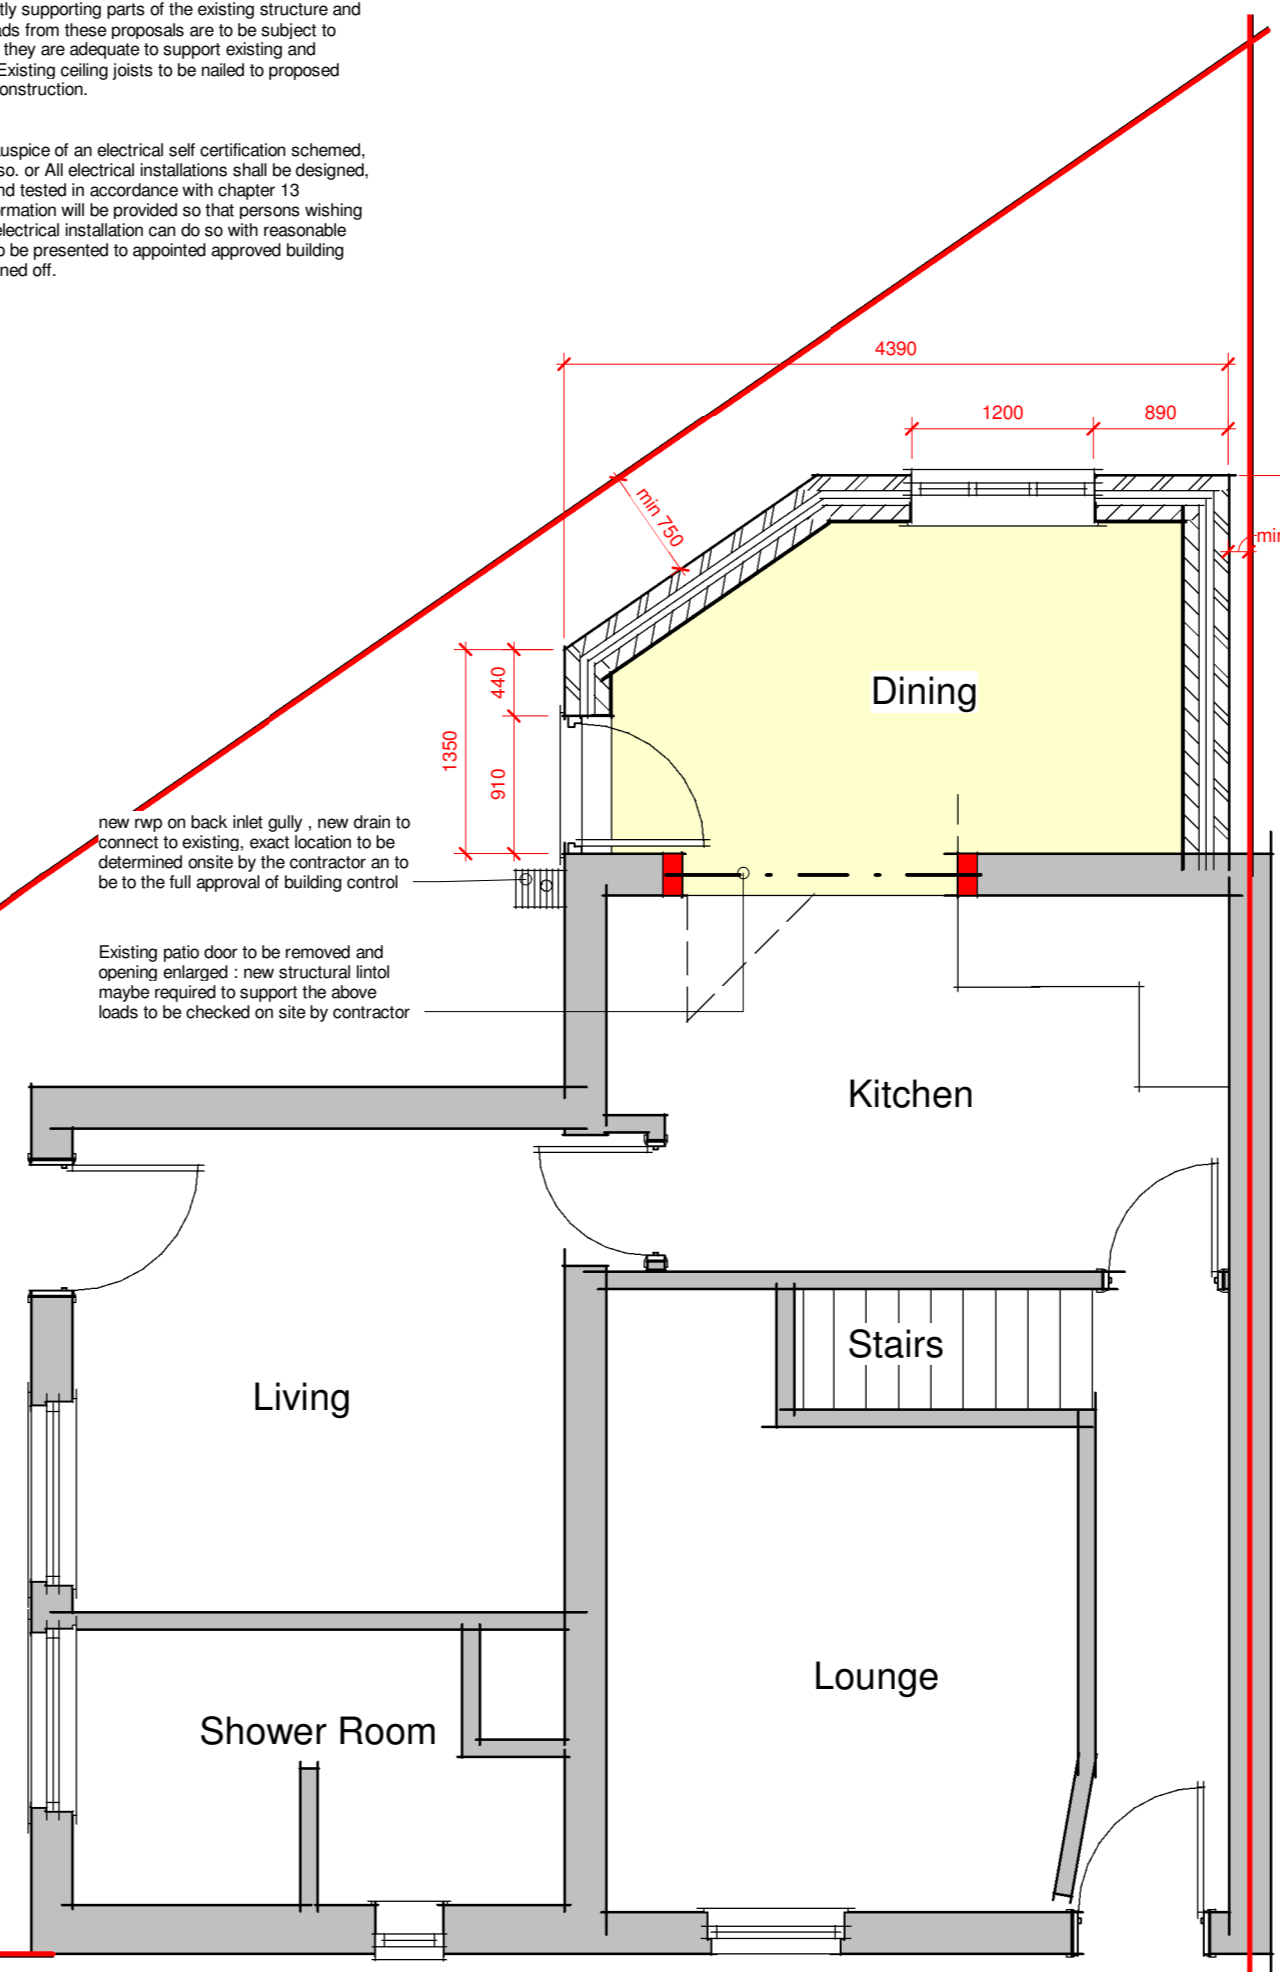 tly supporting parts of the existing structure and
ads from these proposals are to be subject to
they are adequate to support existing and
Existing ceiling joists to be nailed to proposed
onstruction.
auspice of an electrical self certification schemed,
so. or All electrical installations shall be designed,
nd tested in accordance with chapter 13
ormation will be provided so that persons wishing
electrical installation can do so with reasonable
o be presented to appointed approved building
ned off.
4390
1200
890
min 750
min
440
1350
910
Dining
new rwp on back inlet gully , new drain to
connect to existing, exact location to be
determined onsite by the contractor an to
be to the full approval of building control
Existing patio door to be removed and
opening enlarged : new structural lintol
maybe required to support the above
loads to be checked on site by contractor
Kitchen
Stairs
Living
Lounge
Shower Room